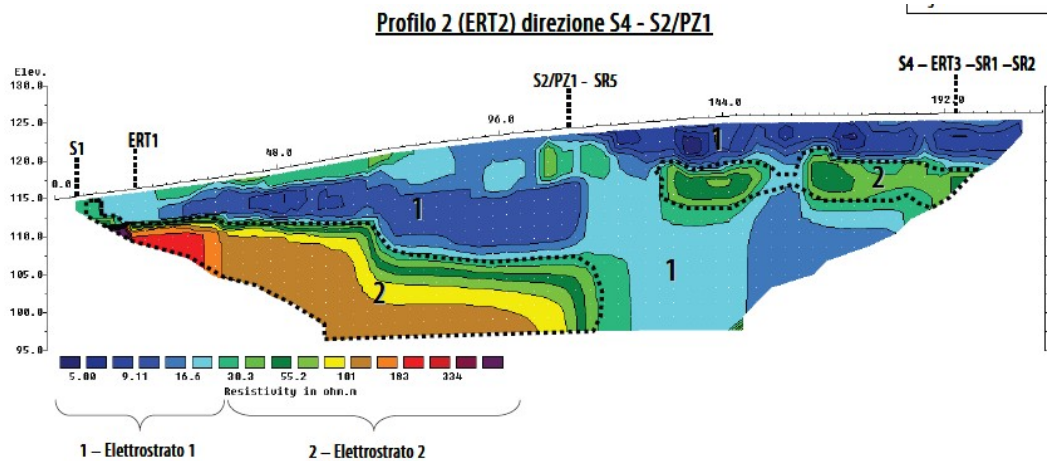 Profilo 2 (ERT2) direzione S4 - S2/PZ1
Elev.
130.0
125.0
120.0
115.0
110.0
105.0
100.0
95.0
S1
ERT1
S2/PZ1 - SR5
S4 – ERT3 –SR1 –SR2
0.0
48.0
96.0
144.0
192.0
1
1
1
2
2
5.00 9.11 16.6 30.3 55.2 101 183 334
Resistivity in ohm.m
1 – Elettrostrato 1
2 – Elettrostrato 2